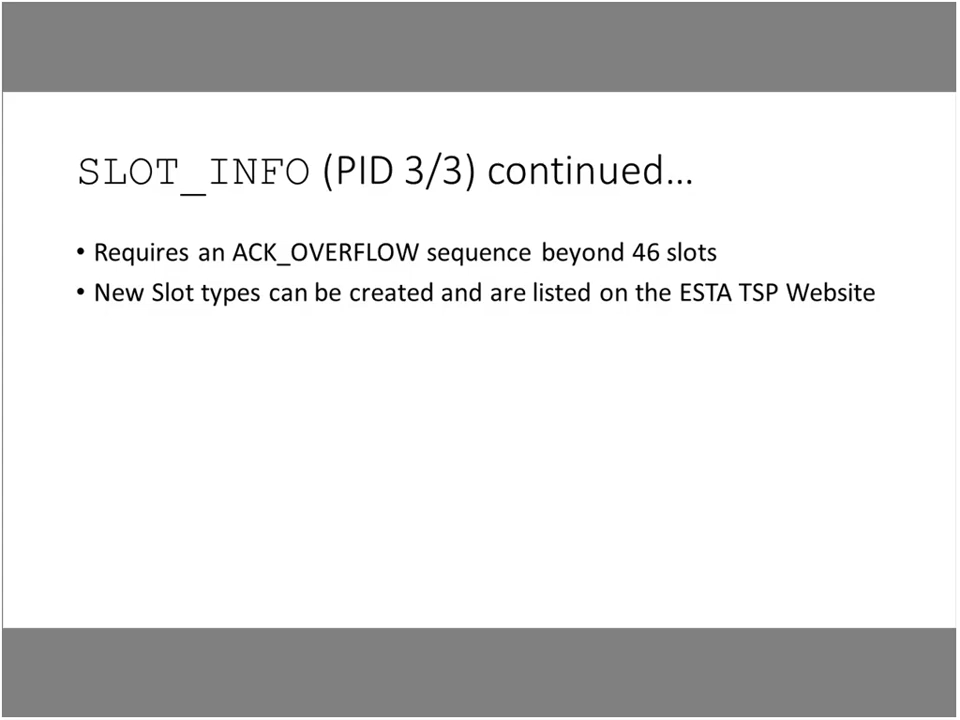 SLOT_INFO (PID 3/3) continued…
• Requires an ACK_OVERFLOW sequence beyond 46 slots
• New Slot types can be created and are listed on the ESTA TSP Website